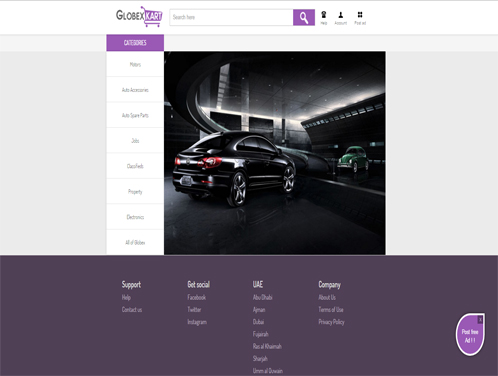 GLOBEXKART
Search here
Help
Account
Post ad
CATEGORIES
Motors
Auto Accessories
Auto Spare Parts
Jobs
Classifieds
Property
Electronics
All of Globex
Support
Help
Contact us
Get social
Facebook
Twitter
Instagram
UAE
Abu Dhabi
Ajman
Dubai
Fujairah
Ras al Khaimah
Sharjah
Umm al Quwain
Company
About Us
Terms of Use
Privacy Policy
Post free
Ad ! !